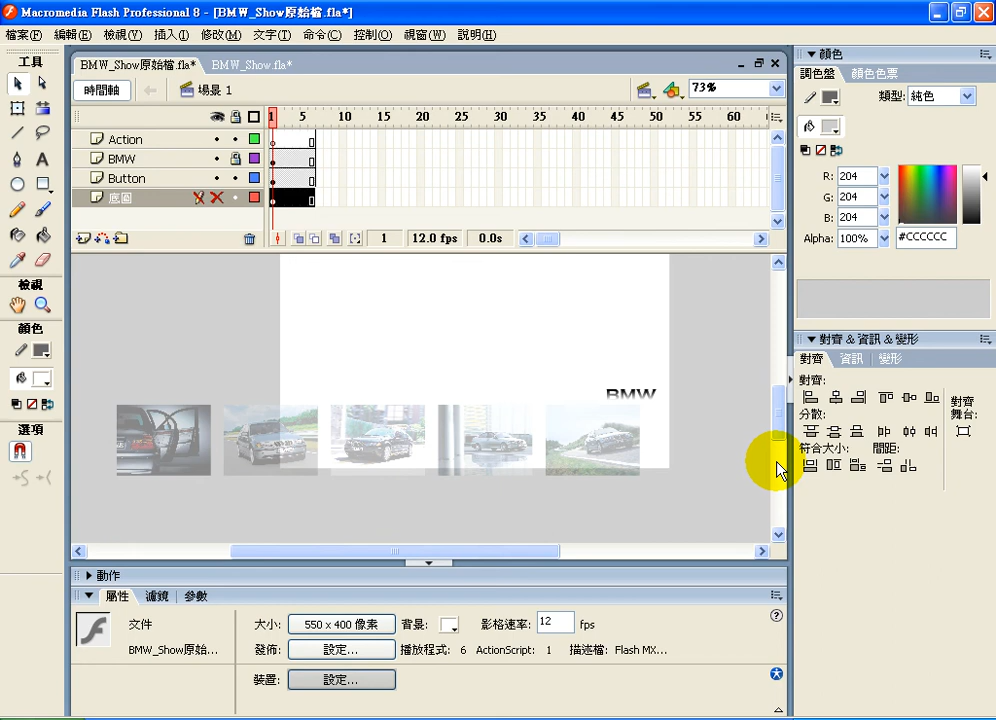 Macromedia Flash Professional 8 - [BMW_Show原始檔.fla*]
檔案(F) 編輯(E) 檢視(V) 插入(I) 修改(M) 文字(T) 命令(C) 控制(O) 視窗(W) 說明(H)
工具
檢視
顏色
選項
BMW_Show原始檔.fla* BMW_Show.fla*
時間軸 場景 1 73%
1 5 10 15 20 25 30 35 40 45 50 55 60
Action
BMW
Button
底圖
1 12.0 fps 0.0s
BMW
動作
屬性 濾鏡 參數
文件 大小: 550 x 400 像素 背景: 影格速率: 12 fps
BMW_Show原始... 發佈: 設定... 播放程式: 6 ActionScript: 1 描述檔: Flash MX...
裝置: 設定...
顏色
調色盤 顏色色票
類型: 純色
R: 204
G: 204
B: 204
Alpha: 100% #CCCCCC
對齊 & 資訊 & 變形
對齊 資訊 變形
對齊:
對齊
舞台:
分散:
符合大小: 間距: